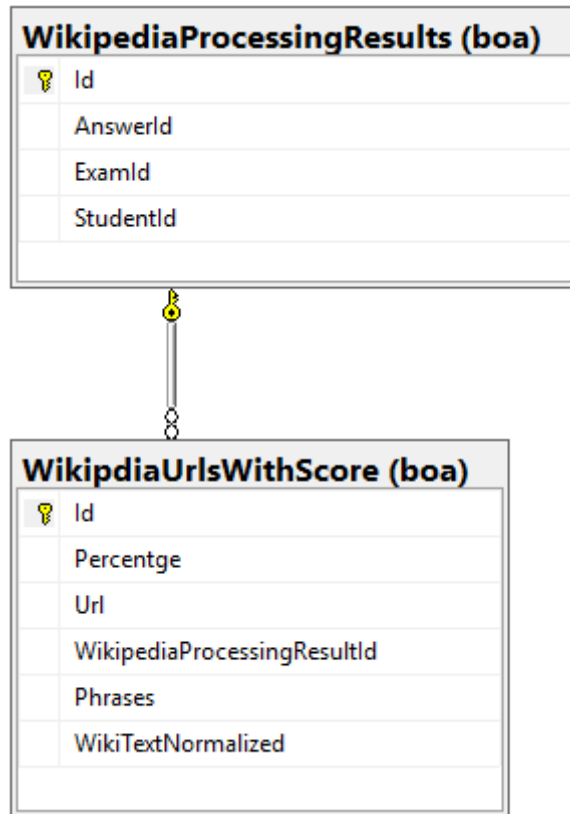 WikipediaProcessingResults (boa)
Id
AnswerId
ExamId
StudentId
WikipdiaUrlsWithScore (boa)
Id
Percentge
Url
WikipediaProcessingResultId
Phrases
WikiTextNormalized